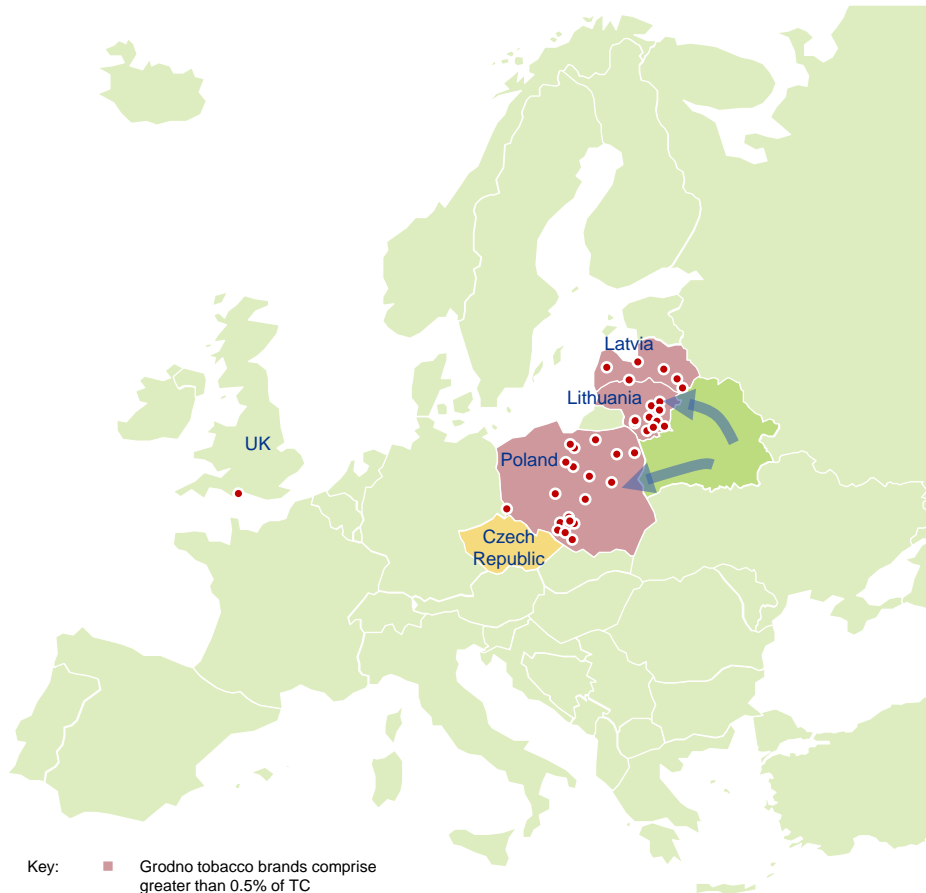 Latvia
Lithuania
UK
Poland
Czech
Republic
Key:
Grodno tobacco brands comprise
greater than 0.5% of TC